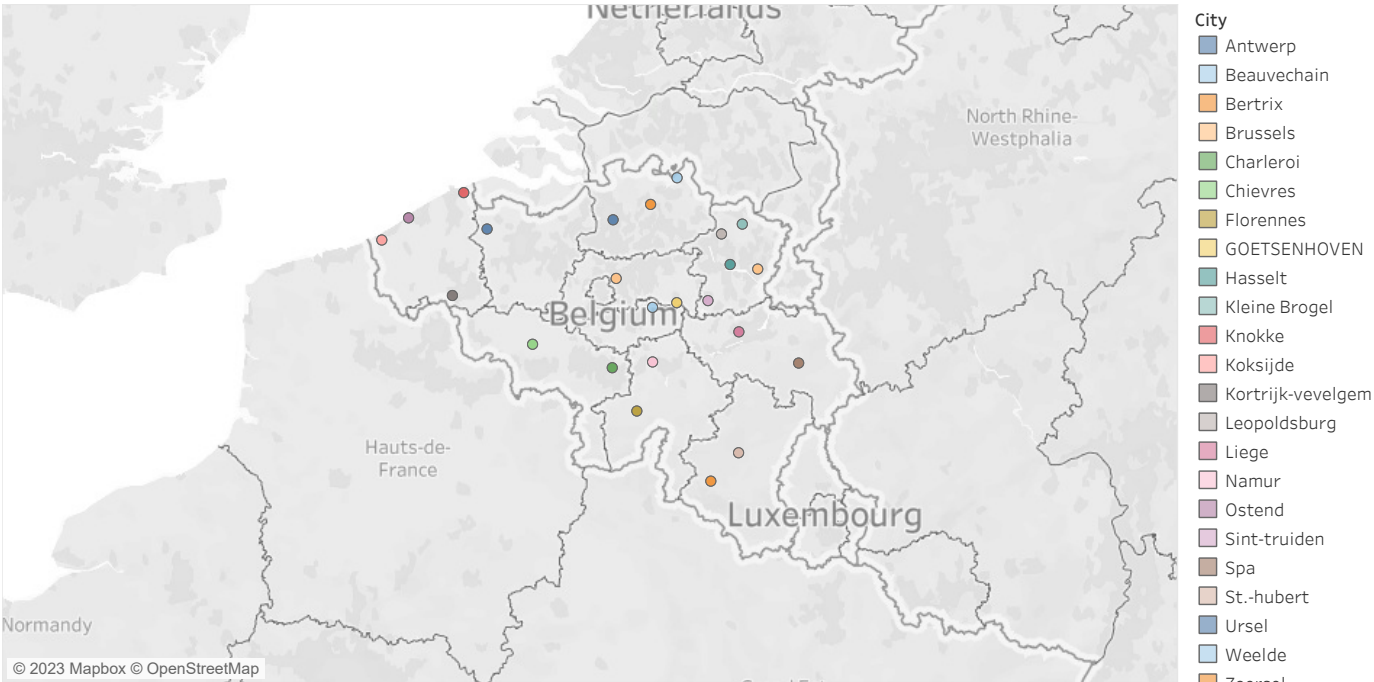 Netherlands
North Rhine-
Westphalia
Belgium
Hauts-de-
France
Luxembourg
Normandy
© 2023 Mapbox © OpenStreetMap
City
Antwerp
Beauvechain
Bertrix
Brussels
Charleroi
Chievres
Florennes
GOETSENHOVEN
Hasselt
Kleine Brogel
Knokke
Koksijde
Kortrijk-vevelgem
Leopoldsburg
Liege
Namur
Ostend
Sint-truiden
Spa
St.-hubert
Ursel
Weelde